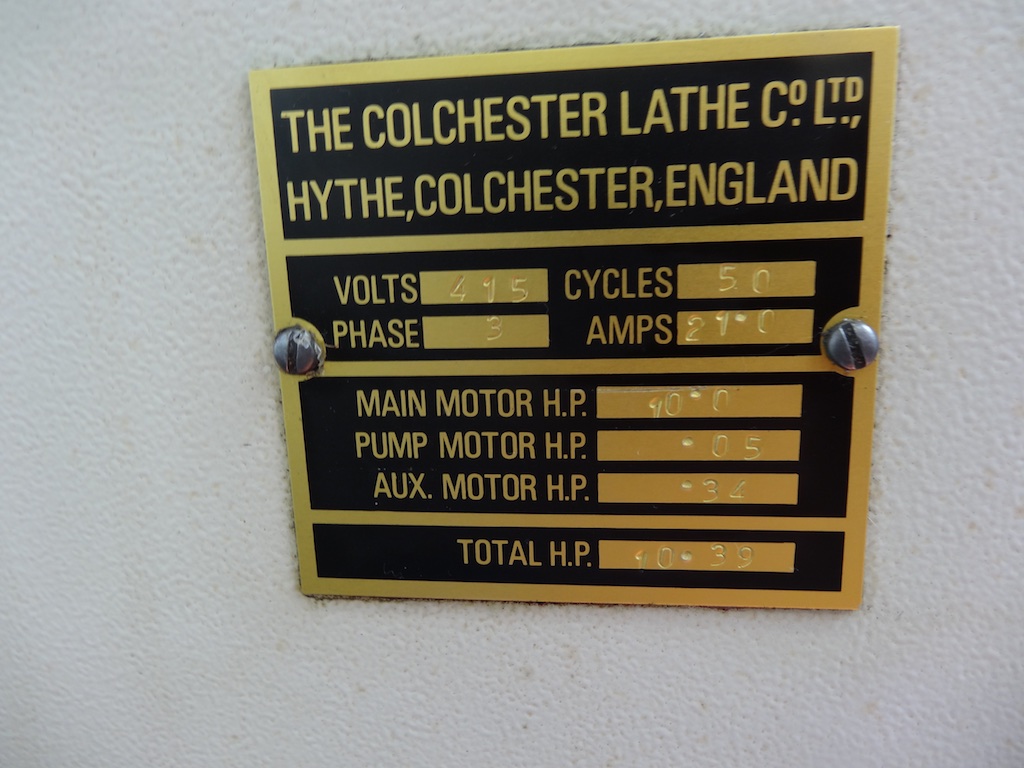 THE COLCHESTER LATHE Cº. LTD.,
HYTHE, COLCHESTER, ENGLAND
VOLTS 415 CYCLES 50
PHASE 3 AMPS 21·0
MAIN MOTOR H.P. 10·0
PUMP MOTOR H.P. ·05
AUX. MOTOR H.P. ·34
TOTAL H.P. 10·39